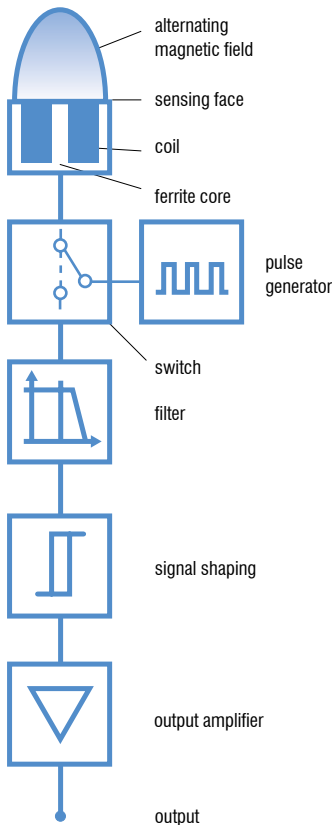 alternating
magnetic field
sensing face
coil
ferrite core
pulse
generator
switch
filter
signal shaping
output amplifier
output